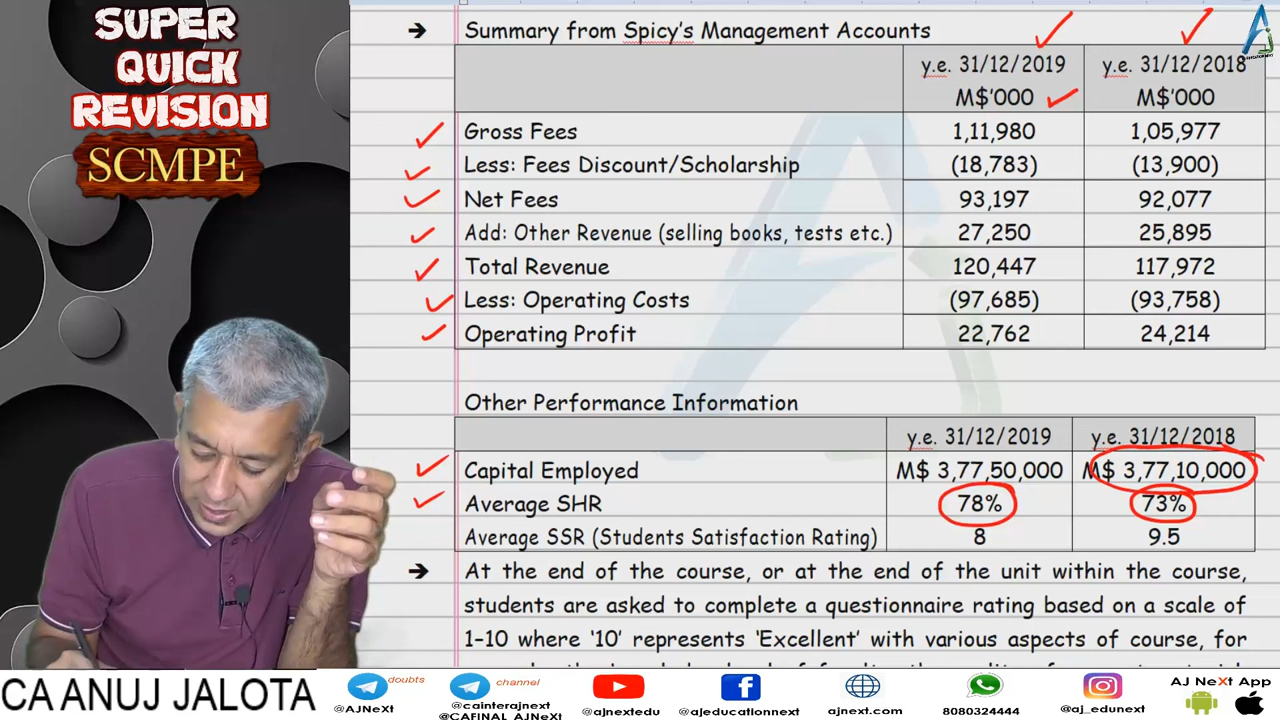 SUPER
QUICK
REVISION
SCMPE
➔ Summary from Spicy's Management Accounts
y.e. 31/12/2019 y.e. 31/12/2018
M$'000 M$'000
Gross Fees 1,11,980 1,05,977
Less: Fees Discount/Scholarship (18,783) (13,900)
Net Fees 93,197 92,077
Add: Other Revenue (selling books, tests etc.) 27,250 25,895
Total Revenue 120,447 117,972
Less: Operating Costs (97,685) (93,758)
Operating Profit 22,762 24,214
Other Performance Information
y.e. 31/12/2019 y.e. 31/12/2018
Capital Employed M$ 3,77,50,000 M$ 3,77,10,000
Average SHR 78% 73%
Average SSR (Students Satisfaction Rating) 8 9.5
➔ At the end of the course, or at the end of the unit within the course,
students are asked to complete a questionnaire rating based on a scale of
1–10 where '10' represents 'Excellent' with various aspects of course, for
CA ANUJ JALOTA
doubts
@AJNeXt
channel
@cainterajnext
@CAFINAL_AJNeXt
@ajnextedu
@ajeducationnext
ajnext.com
8080324444
@aj_edunext
AJ NeXt App